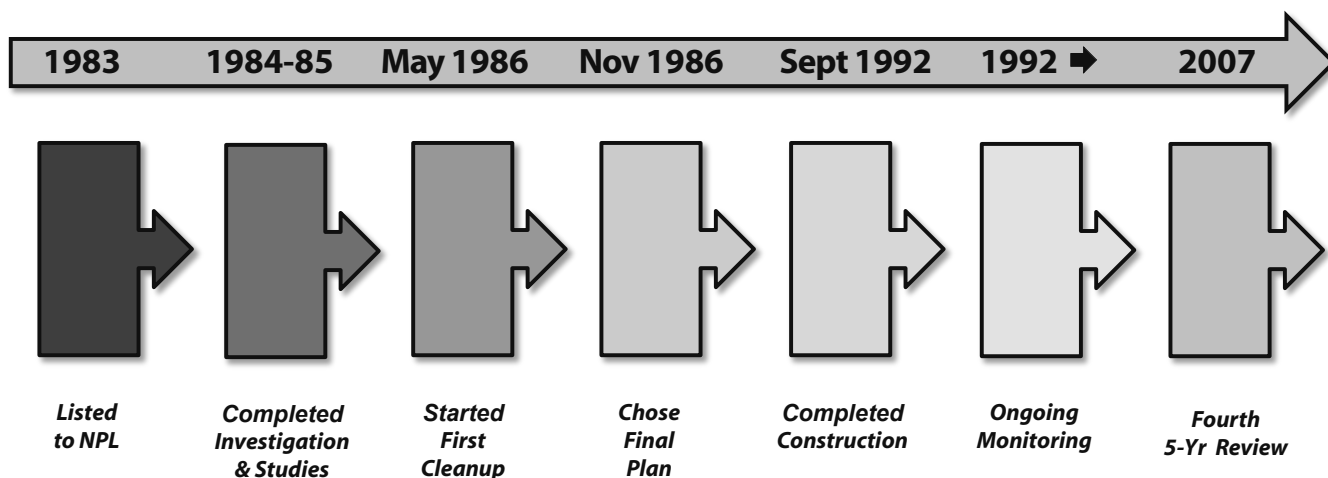 1983 1984-85 May 1986 Nov 1986 Sept 1992 1992 2007
Listed
to NPL
Completed
Investigation
& Studies
Started
First
Cleanup
Chose
Final
Plan
Completed
Construction
Ongoing
Monitoring
Fourth
5-Yr Review